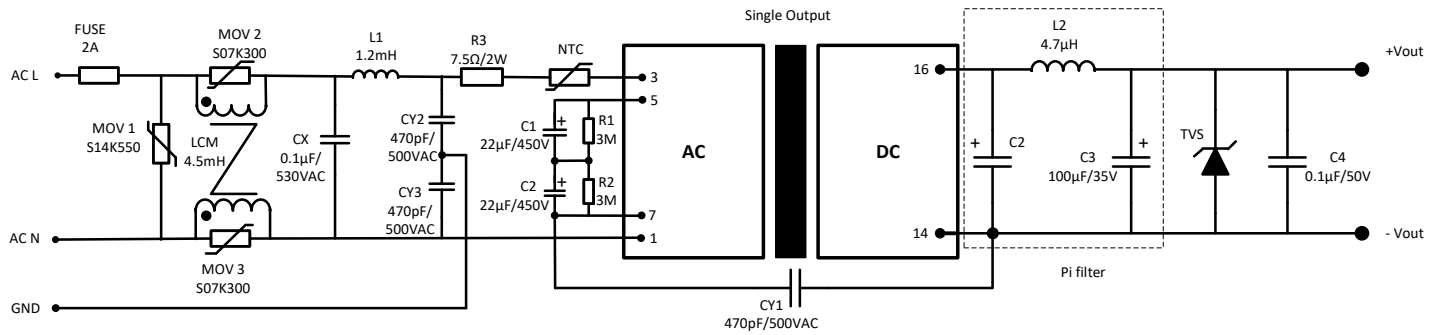 Single Output
FUSE
2A
MOV 2
S07K300
L1
1.2mH
R3
7.5Ω/2W
NTC
L2
4.7μH
AC L
+Vout
3
5
16
MOV 1
S14K550
LCM
4.5mH
CX
0.1μF/
530VAC
CY2
470pF/
500VAC
C1
22μF/450V
+
R1
3M
AC
DC
+
C2
C3
100μF/35V
+
TVS
C4
0.1μF/50V
CY3
470pF/
500VAC
C2
22μF/450V
+
R2
3M
7
1
14
AC N
- Vout
MOV 3
S07K300
Pi filter
GND
CY1
470pF/500VAC